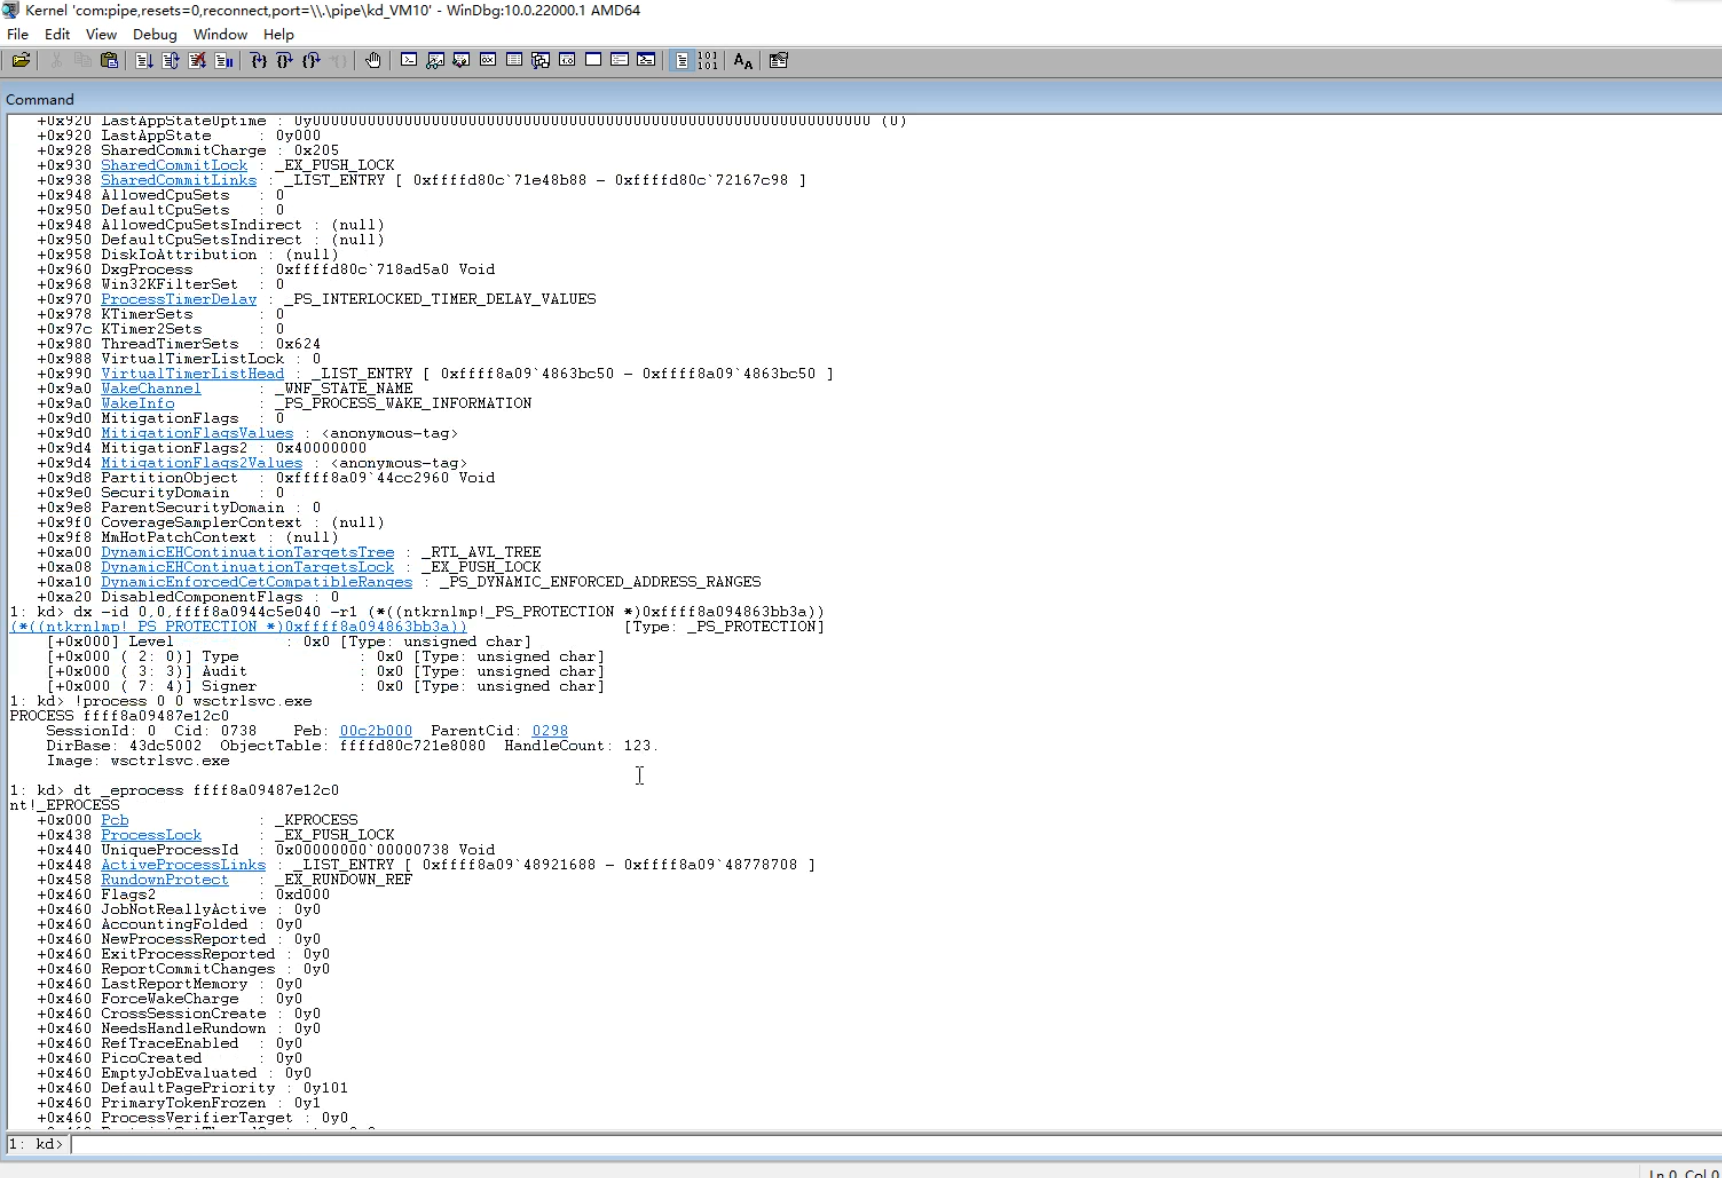 Kernel 'com:pipe,resets=0,reconnect,port=\\.\pipe\kd_VM10' - WinDbg:10.0.22000.1 AMD64
File Edit View Debug Window Help
Command
+0x920 LastAppStateUptime :
+0x920 LastAppState : 0y000
+0x928 SharedCommitCharge : 0x205
+0x930 SharedCommitLock : _EX_PUSH_LOCK
+0x938 SharedCommitLinks : _LIST_ENTRY [ 0xffffd80c`71e48b88 - 0xffffd80c`72167c98 ]
+0x948 AllowedCpuSets : 0
+0x950 DefaultCpuSets : 0
+0x948 AllowedCpuSetsIndirect : (null)
+0x950 DefaultCpuSetsIndirect : (null)
+0x958 DiskIoAttribution : (null)
+0x960 DxgProcess : 0xffffd80c`718ad5a0 Void
+0x968 Win32KFilterSet : 0
+0x970 ProcessTimerDelay : _PS_INTERLOCKED_TIMER_DELAY_VALUES
+0x978 KTimerSets : 0
+0x97c KTimer2Sets : 0
+0x980 ThreadTimerSets : 0x624
+0x988 VirtualTimerListLock : 0
+0x990 VirtualTimerListHead : _LIST_ENTRY [ 0xffff8a09`4863bc50 - 0xffff8a09`4863bc50 ]
+0x9a0 WakeChannel : _WNF_STATE_NAME
+0x9a0 WakeInfo : _PS_PROCESS_WAKE_INFORMATION
+0x9d0 MitigationFlags : 0
+0x9d0 MitigationFlagsValues : <anonymous-tag>
+0x9d4 MitigationFlags2 : 0x40000000
+0x9d4 MitigationFlags2Values : <anonymous-tag>
+0x9d8 PartitionObject : 0xffff8a09`44cc2960 Void
+0x9e0 SecurityDomain : 0
+0x9e8 ParentSecurityDomain : 0
+0x9f0 CoverageSamplerContext : (null)
+0x9f8 MmHotPatchContext : (null)
+0xa00 DynamicEHContinuationTargetsTree : _RTL_AVL_TREE
+0xa08 DynamicEHContinuationTargetsLock : _EX_PUSH_LOCK
+0xa10 DynamicEnforcedCetCompatibleRanges : _PS_DYNAMIC_ENFORCED_ADDRESS_RANGES
+0xa20 DisabledComponentFlags : 0
1: kd> dx -id 0,0,ffff8a0944c5e040 -r1 (*((ntkrnlmp!_PS_PROTECTION *)0xffff8a094863bb3a))
(*((ntkrnlmp!_PS_PROTECTION *)0xffff8a094863bb3a)) [Type: _PS_PROTECTION]
[+0x000] Level : 0x0 [Type: unsigned char]
[+0x000 ( 2: 0)] Type : 0x0 [Type: unsigned char]
[+0x000 ( 3: 3)] Audit : 0x0 [Type: unsigned char]
[+0x000 ( 7: 4)] Signer : 0x0 [Type: unsigned char]
1: kd> !process 0 0 wsctrlsvc.exe
PROCESS ffff8a09487e12c0
SessionId: 0 Cid: 0738 Peb: 00c2b000 ParentCid: 0298
DirBase: 43dc5002 ObjectTable: ffffd80c721e8080 HandleCount: 123.
Image: wsctrlsvc.exe
1: kd> dt _eprocess ffff8a09487e12c0
nt!_EPROCESS
+0x000 Pcb : _KPROCESS
+0x438 ProcessLock : _EX_PUSH_LOCK
+0x440 UniqueProcessId : 0x00000000`00000738 Void
+0x448 ActiveProcessLinks : _LIST_ENTRY [ 0xffff8a09`48921688 - 0xffff8a09`48778708 ]
+0x458 RundownProtect : _EX_RUNDOWN_REF
+0x460 Flags2 : 0xd000
+0x460 JobNotReallyActive : 0y0
+0x460 AccountingFolded : 0y0
+0x460 NewProcessReported : 0y0
+0x460 ExitProcessReported : 0y0
+0x460 ReportCommitChanges : 0y0
+0x460 LastReportMemory : 0y0
+0x460 ForceWakeCharge : 0y0
+0x460 CrossSessionCreate : 0y0
+0x460 NeedsHandleRundown : 0y0
+0x460 RefTraceEnabled : 0y0
+0x460 PicoCreated : 0y0
+0x460 EmptyJobEvaluated : 0y0
+0x460 DefaultPagePriority : 0y101
+0x460 PrimaryTokenFrozen : 0y1
+0x460 ProcessVerifierTarget : 0y0
1: kd>
Ln 0, Col 0